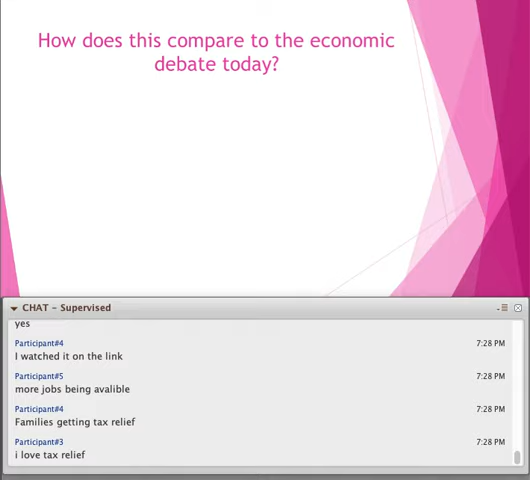 How does this compare to the economic
debate today?
CHAT - Supervised
yes
Participant#4 7:28 PM
I watched it on the link
Participant#5 7:28 PM
more jobs being avalible
Participant#4 7:28 PM
Families getting tax relief
Participant#3 7:28 PM
i love tax relief